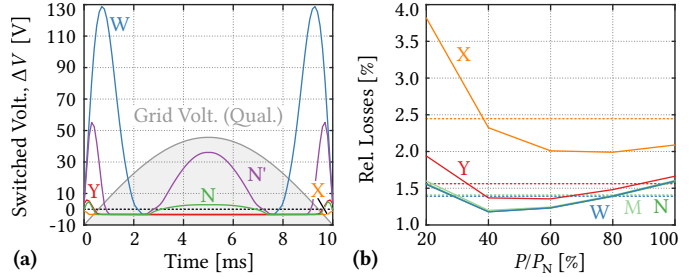 (a)
Switched Volt., ΔV [V]
130
110
90
70
50
30
10
0
-10
W
Grid Volt. (Qual.)
N'
Y
N
X
0
2
4
6
8
10
Time [ms]
(b)
Rel. Losses [%]
4.0
3.5
3.0
2.5
2.0
1.5
1.0
X
Y
W
M
N
20
40
60
80
100
P/PN [%]